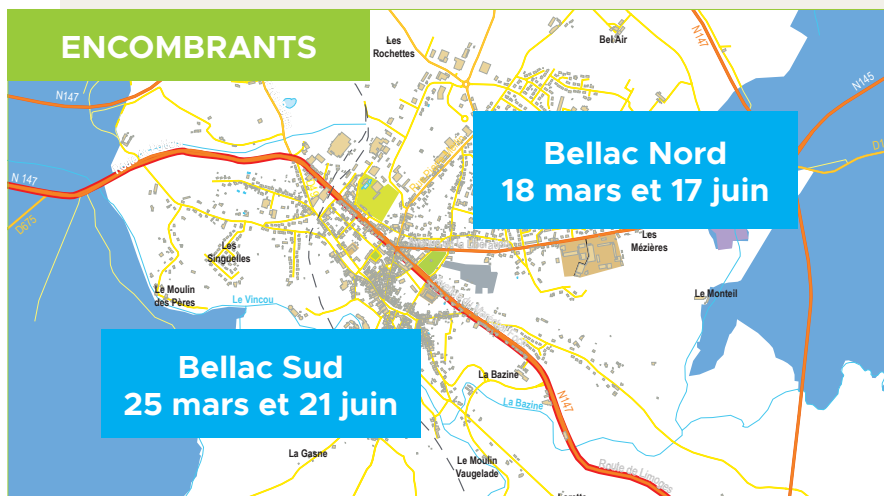 ENCOMBRANTS
Les
Rochettes
Bel Air
N147
N147
N145
Bellac Nord
18 mars et 17 juin
N 147
D675
D1
Les
Mézières
Les
Singuelles
Le Moulin
des Pères
Le Vincou
Le Monteil
Bellac Sud
25 mars et 21 juin
La Bazine
La Bazine
N147
La Gasne
Le Moulin
Vaugelade
Route de Limoges